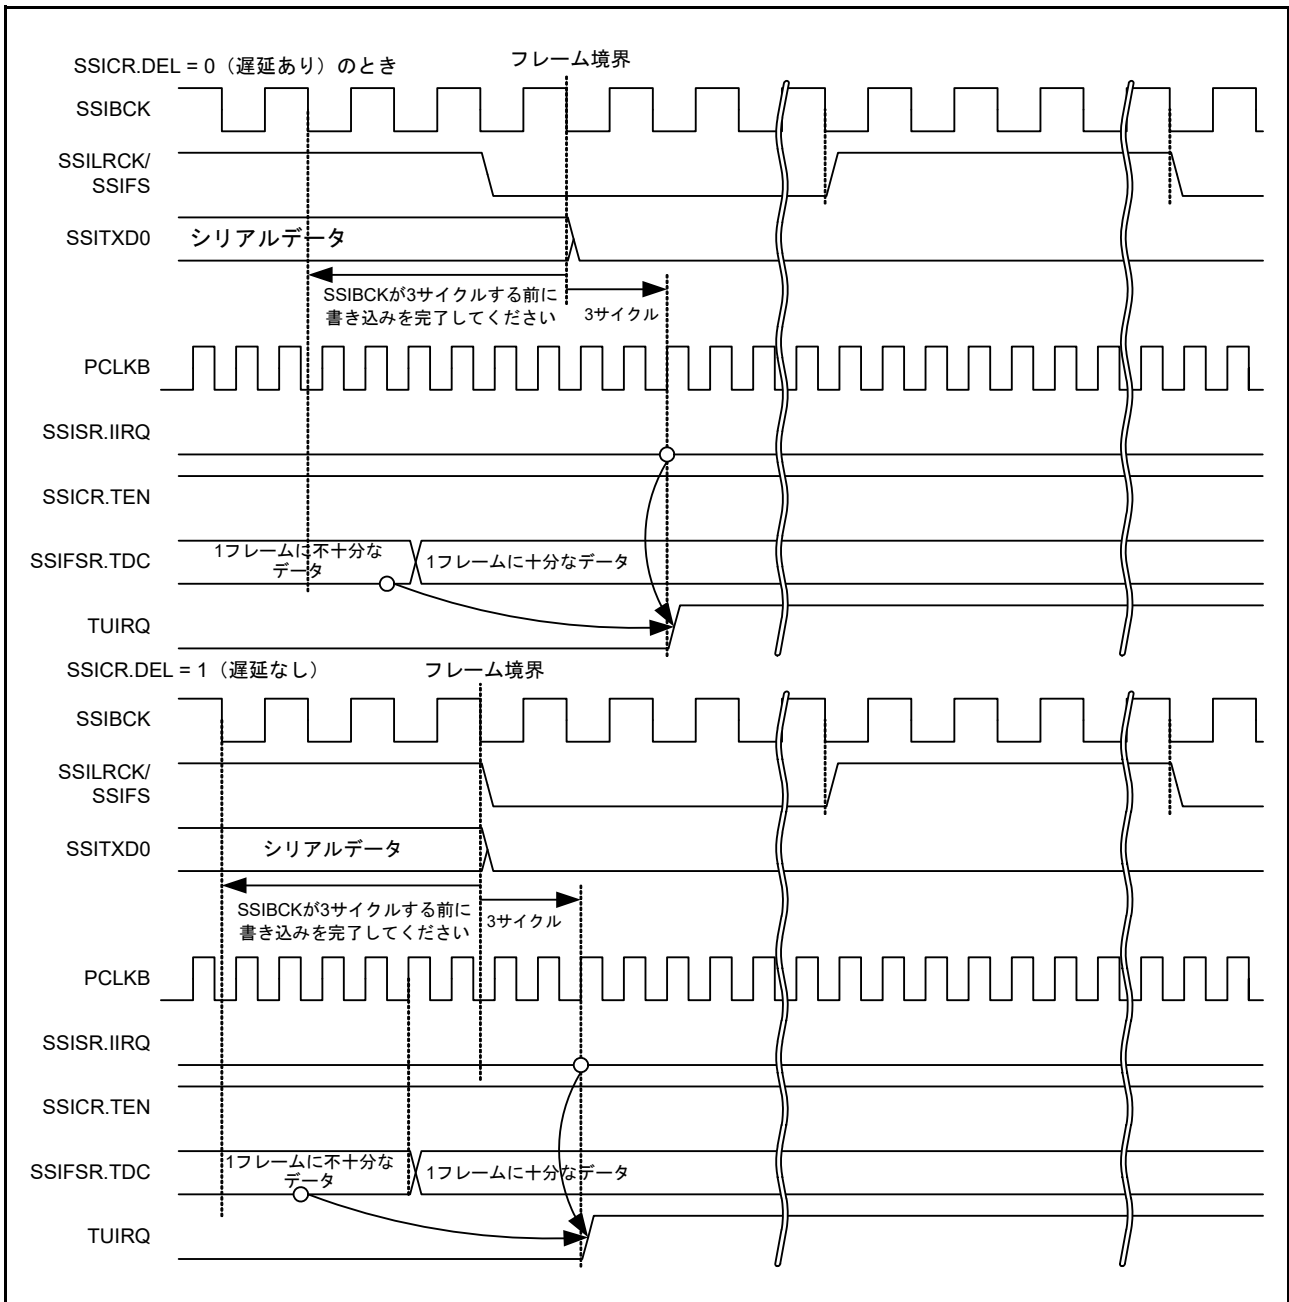 SSICR.DEL = 0（遅延あり）のとき
フレーム境界
SSIBCK
SSILRCK/
SSIFS
SSITXD0
シリアルデータ
SSIBCKが3サイクルする前に
書き込みを完了してください
3サイクル
PCLKB
SSISR.IIRQ
SSICR.TEN
SSIFSR.TDC
1フレームに不十分な
データ
1フレームに十分なデータ
TUIRQ
SSICR.DEL = 1（遅延なし）
フレーム境界
SSIBCK
SSILRCK/
SSIFS
SSITXD0
シリアルデータ
SSIBCKが3サイクルする前に
書き込みを完了してください
3サイクル
PCLKB
SSISR.IIRQ
SSICR.TEN
SSIFSR.TDC
1フレームに不十分な
データ
1フレームに十分なデータ
TUIRQ